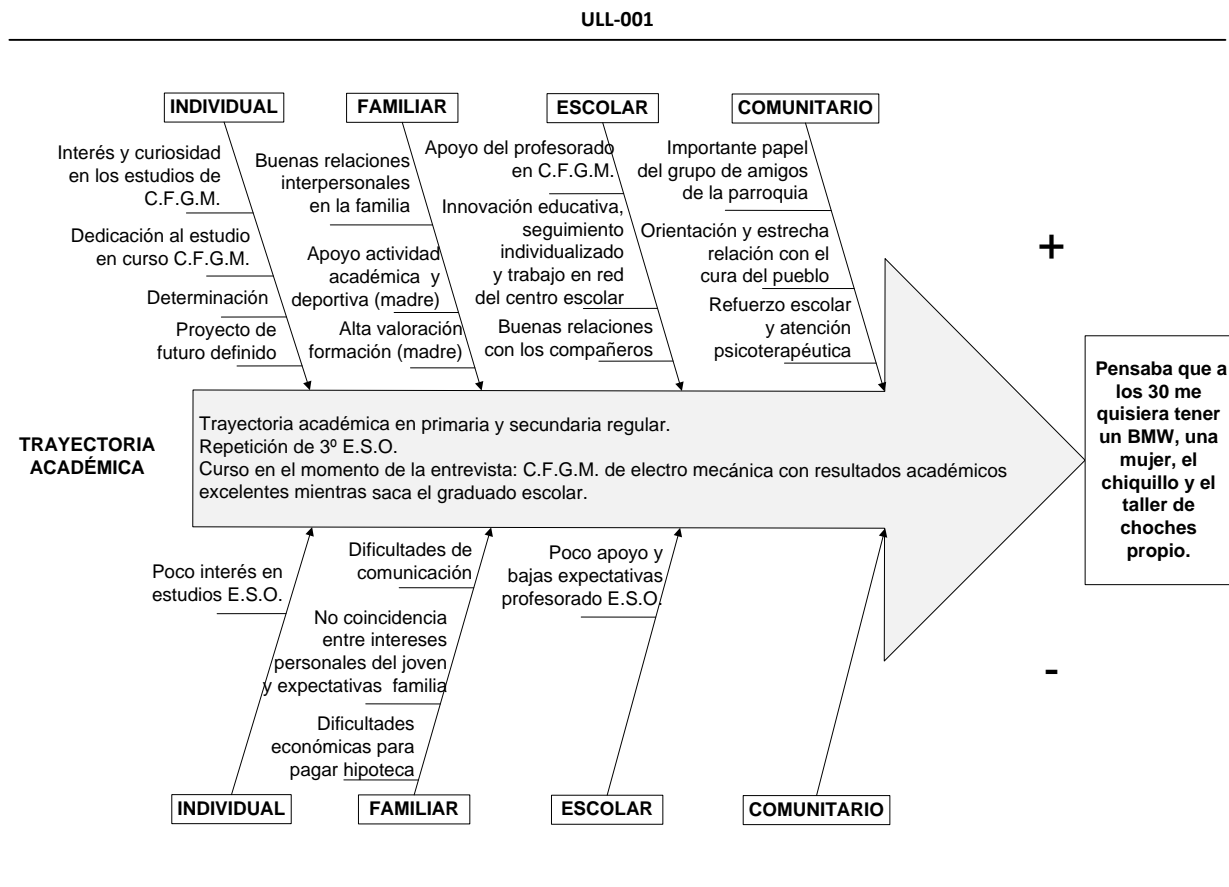 ULL-001
INDIVIDUAL
FAMILIAR
ESCOLAR
COMUNITARIO
Interés y curiosidad
en los estudios de
C.F.G.M.
Dedicación al estudio
en curso C.F.G.M.
Determinación
Proyecto de
futuro definido
Buenas relaciones
interpersonales
en la familia
Apoyo actividad
académica y
deportiva (madre)
Alta valoración
formación (madre)
Apoyo del profesorado
en C.F.G.M.
Innovación educativa,
seguimiento
individualizado
y trabajo en red
del centro escolar
Buenas relaciones
con los compañeros
Importante papel
del grupo de amigos
de la parroquia
Orientación y estrecha
relación con el
cura del pueblo
Refuerzo escolar
y atención
psicoterapéutica
+
TRAYECTORIA
ACADÉMICA
Trayectoria académica en primaria y secundaria regular.
Repetición de 3º E.S.O.
Curso en el momento de la entrevista: C.F.G.M. de electro mecánica con resultados académicos
excelentes mientras saca el graduado escolar.
Pensaba que a
los 30 me
quisiera tener
un BMW, una
mujer, el
chiquillo y el
taller de
choches
propio.
Poco interés en
estudios E.S.O.
Dificultades de
comunicación
No coincidencia
entre intereses
personales del joven
y expectativas familia
Dificultades
económicas para
pagar hipoteca
Poco apoyo y
bajas expectativas
profesorado E.S.O.
-
INDIVIDUAL
FAMILIAR
ESCOLAR
COMUNITARIO